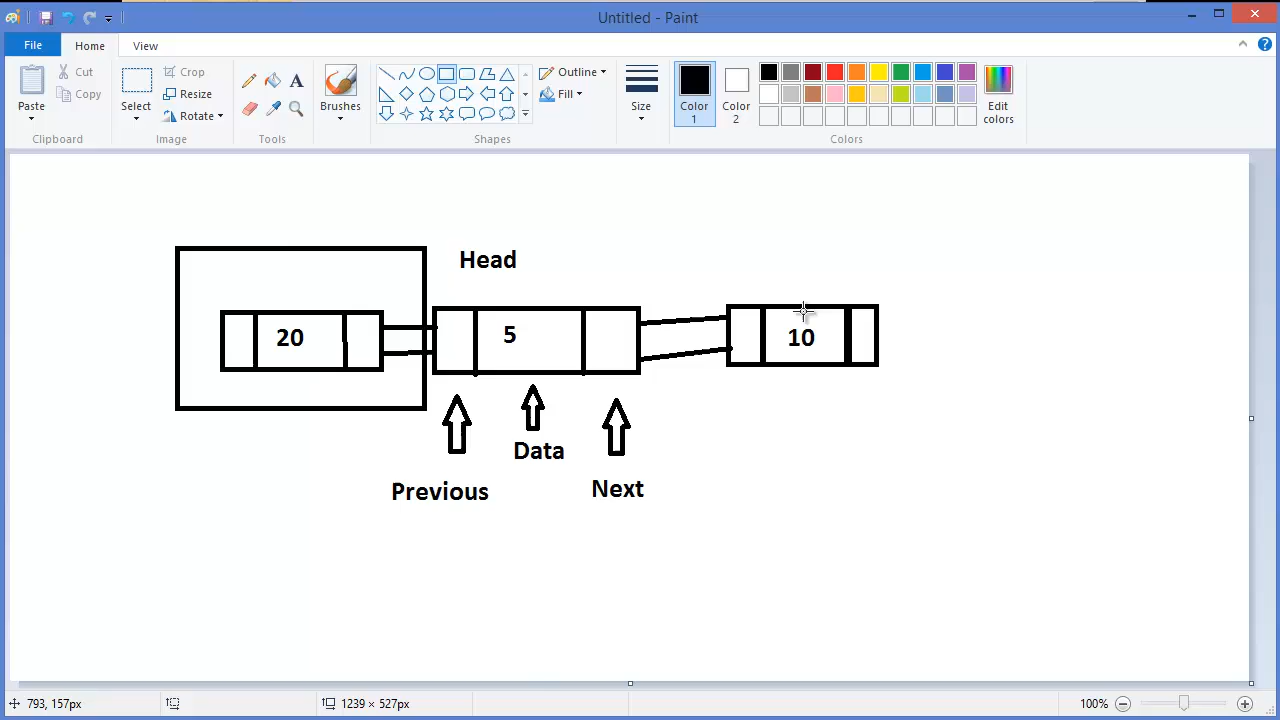 Untitled - Paint
File Home View
Paste
Cut
Copy
Clipboard
Select
Crop
Resize
Rotate
Image
A
Tools
Brushes
Shapes
Outline
Fill
Size
Color 1
Color 2
Edit colors
Colors
Head
20 5 10
Data
Previous Next
793, 157px 1239 × 527px 100%